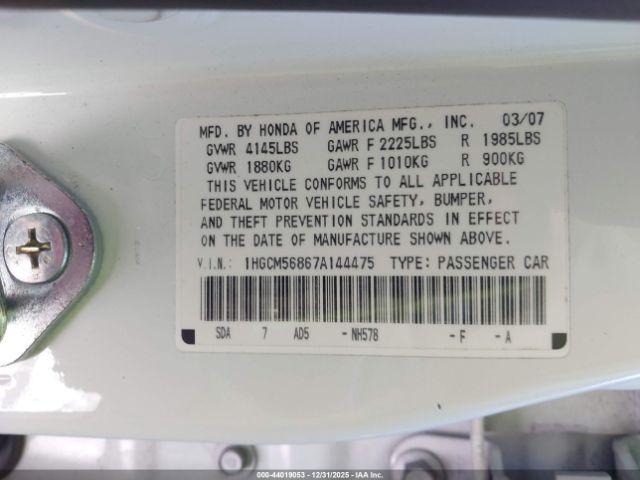 MFD. BY HONDA OF AMERICA MFG., INC. 03/07
GVWR 4145LBS GAWR F 2225LBS R 1985LBS
GVWR 1880KG GAWR F 1010KG R 900KG
THIS VEHICLE CONFORMS TO ALL APPLICABLE
FEDERAL MOTOR VEHICLE SAFETY, BUMPER,
AND THEFT PREVENTION STANDARDS IN EFFECT
ON THE DATE OF MANUFACTURE SHOWN ABOVE.
V.I.N.: 1HGCM56867A144475 TYPE: PASSENGER CAR
SDA 7 AD5 -NH578 -F -A
000-44019053 - 12/31/2025 - IAAI.COM